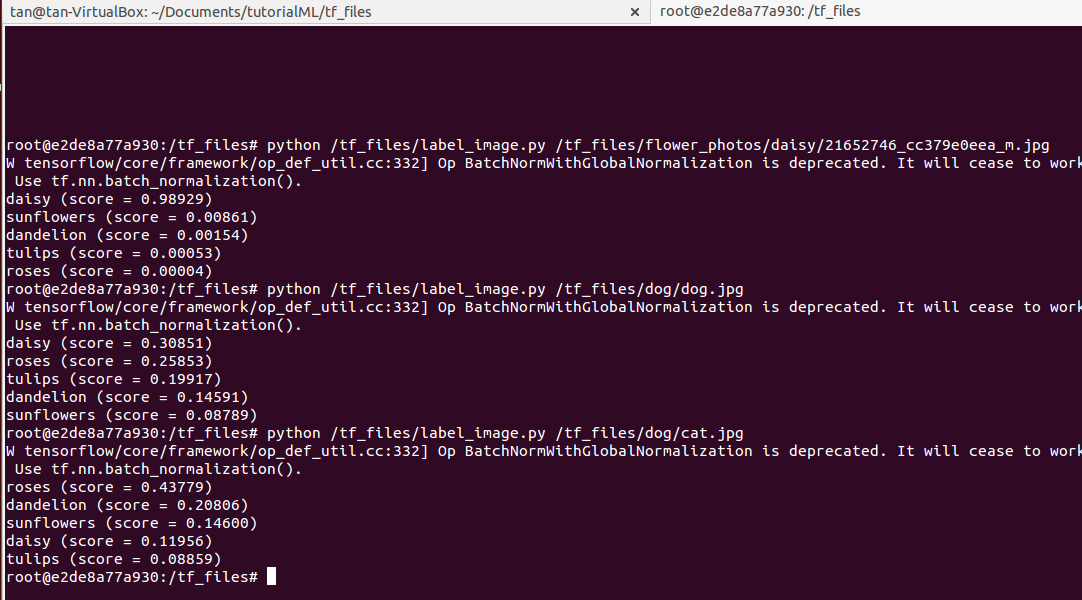 tan@tan-VirtualBox: ~/Documents/tutorialML/tf_files × root@e2de8a77a930: /tf_files
root@e2de8a77a930:/tf_files# python /tf_files/label_image.py /tf_files/flower_photos/daisy/21652746_cc379e0eea_m.jpg
W tensorflow/core/framework/op_def_util.cc:332] Op BatchNormWithGlobalNormalization is deprecated. It will cease to work
 Use tf.nn.batch_normalization().
daisy (score = 0.98929)
sunflowers (score = 0.00861)
dandelion (score = 0.00154)
tulips (score = 0.00053)
roses (score = 0.00004)
root@e2de8a77a930:/tf_files# python /tf_files/label_image.py /tf_files/dog/dog.jpg
W tensorflow/core/framework/op_def_util.cc:332] Op BatchNormWithGlobalNormalization is deprecated. It will cease to work
 Use tf.nn.batch_normalization().
daisy (score = 0.30851)
roses (score = 0.25853)
tulips (score = 0.19917)
dandelion (score = 0.14591)
sunflowers (score = 0.08789)
root@e2de8a77a930:/tf_files# python /tf_files/label_image.py /tf_files/dog/cat.jpg
W tensorflow/core/framework/op_def_util.cc:332] Op BatchNormWithGlobalNormalization is deprecated. It will cease to work
 Use tf.nn.batch_normalization().
roses (score = 0.43779)
dandelion (score = 0.20806)
sunflowers (score = 0.14600)
daisy (score = 0.11956)
tulips (score = 0.08859)
root@e2de8a77a930:/tf_files#